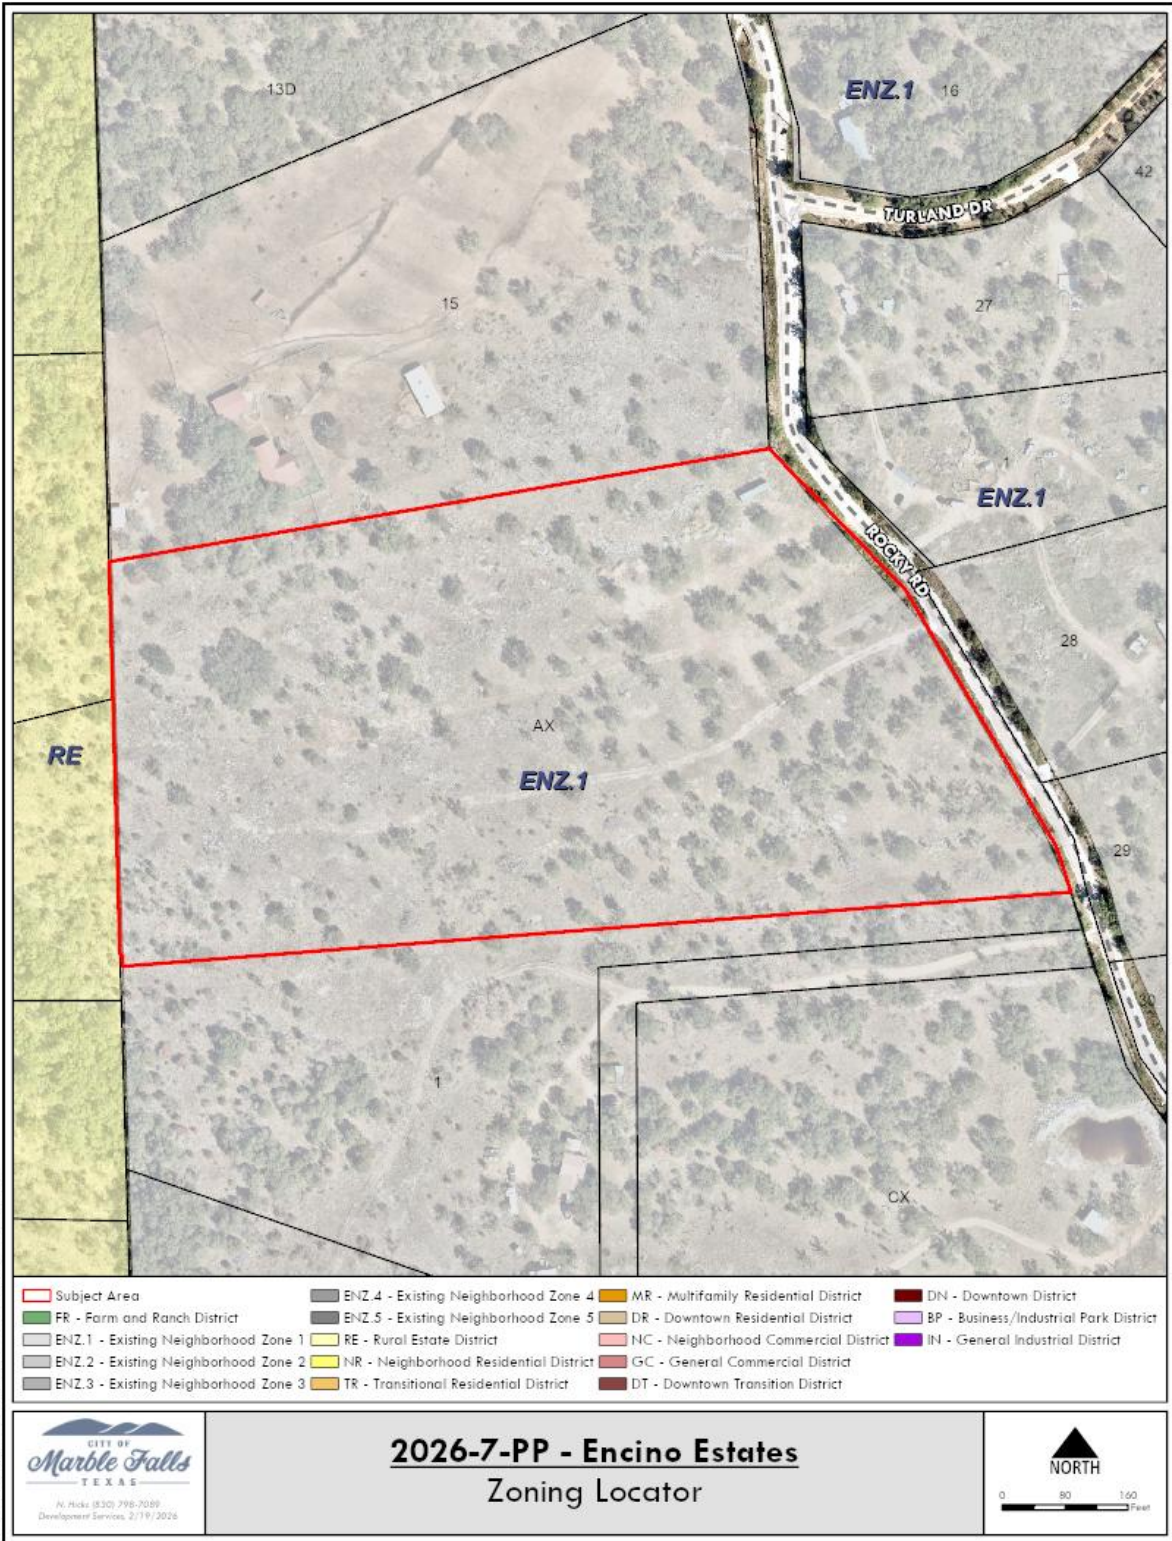 13D
ENZ.1 16
42
TURLAND DR
15
27
1
ENZ.1
ROCKY RD
28
AX
RE
ENZ.1
29
30
1
CX
Subject Area
FR - Farm and Ranch District
ENZ.1 - Existing Neighborhood Zone 1
ENZ.2 - Existing Neighborhood Zone 2
ENZ.3 - Existing Neighborhood Zone 3
ENZ.4 - Existing Neighborhood Zone 4
ENZ.5 - Existing Neighborhood Zone 5
RE - Rural Estate District
NR - Neighborhood Residential District
TR - Transitional Residential District
MR - Multifamily Residential District
DR - Downtown Residential District
NC - Neighborhood Commercial District
GC - General Commercial District
DT - Downtown Transition District
DN - Downtown District
BP - Business/Industrial Park District
IN - General Industrial District
CITY OF
Marble Falls
TEXAS
N. Hicks (830) 798-7089
Development Services, 2/19/2026
2026-7-PP - Encino Estates
Zoning Locator
NORTH
0 80 160
Feet